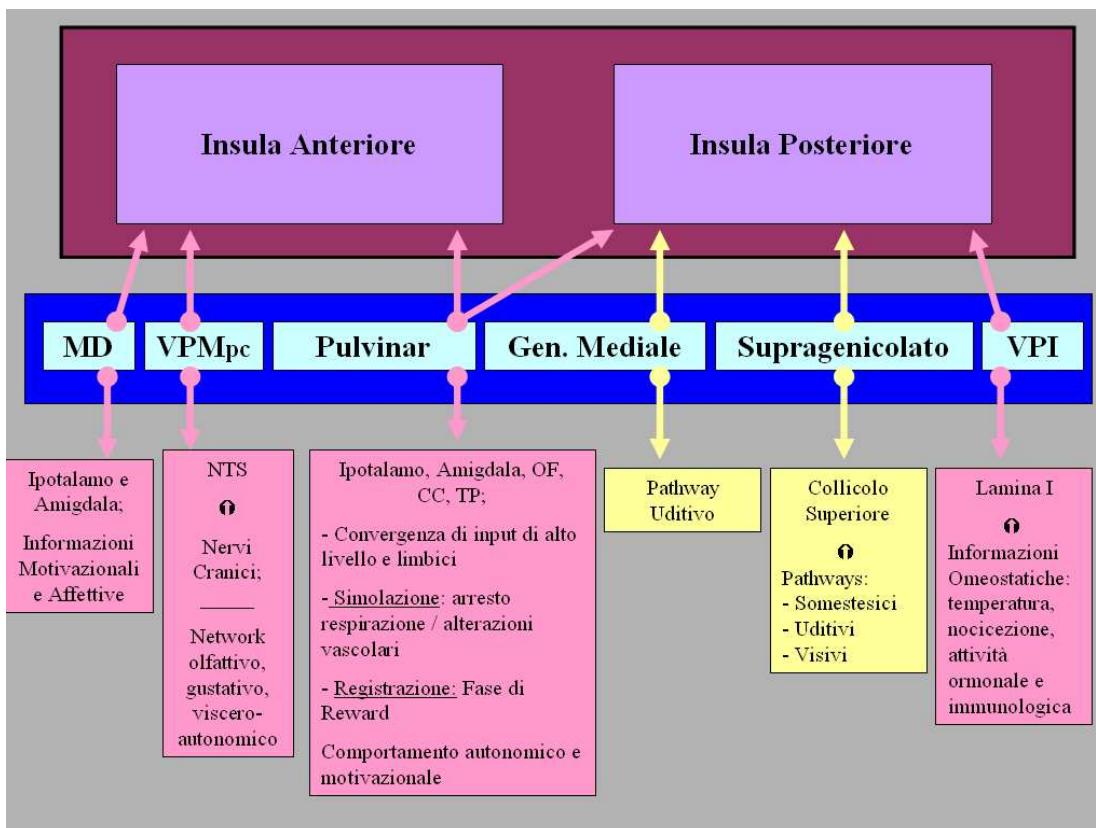 Insula Anteriore
Insula Posteriore
MD
VPMpc
Pulvinar
Gen. Mediale
Supragenicolato
VPI
Ipotalamo e
Amigdala;
Informazioni
Motivazionali
e Affettive
NTS
Nervi
Cranici;
Network
olfattivo,
gustativo,
viscero-
autonomico
Ipotalamo, Amigdala, OF,
CC, TP;
- Convergenza di input di alto
livello e limbici
- Simolazione: arresto
respirazione / alterazioni
vascolari
- Registrazione: Fase di
Reward
Comportamento autonomico e
motivazionale
Pathway
Uditivo
Collicolo
Superiore
Pathways:
- Somestesici
- Uditivi
- Visivi
Lamina I
Informazioni
Omeostatiche:
temperatura,
nocicezione,
attività
ormonale e
immunologica